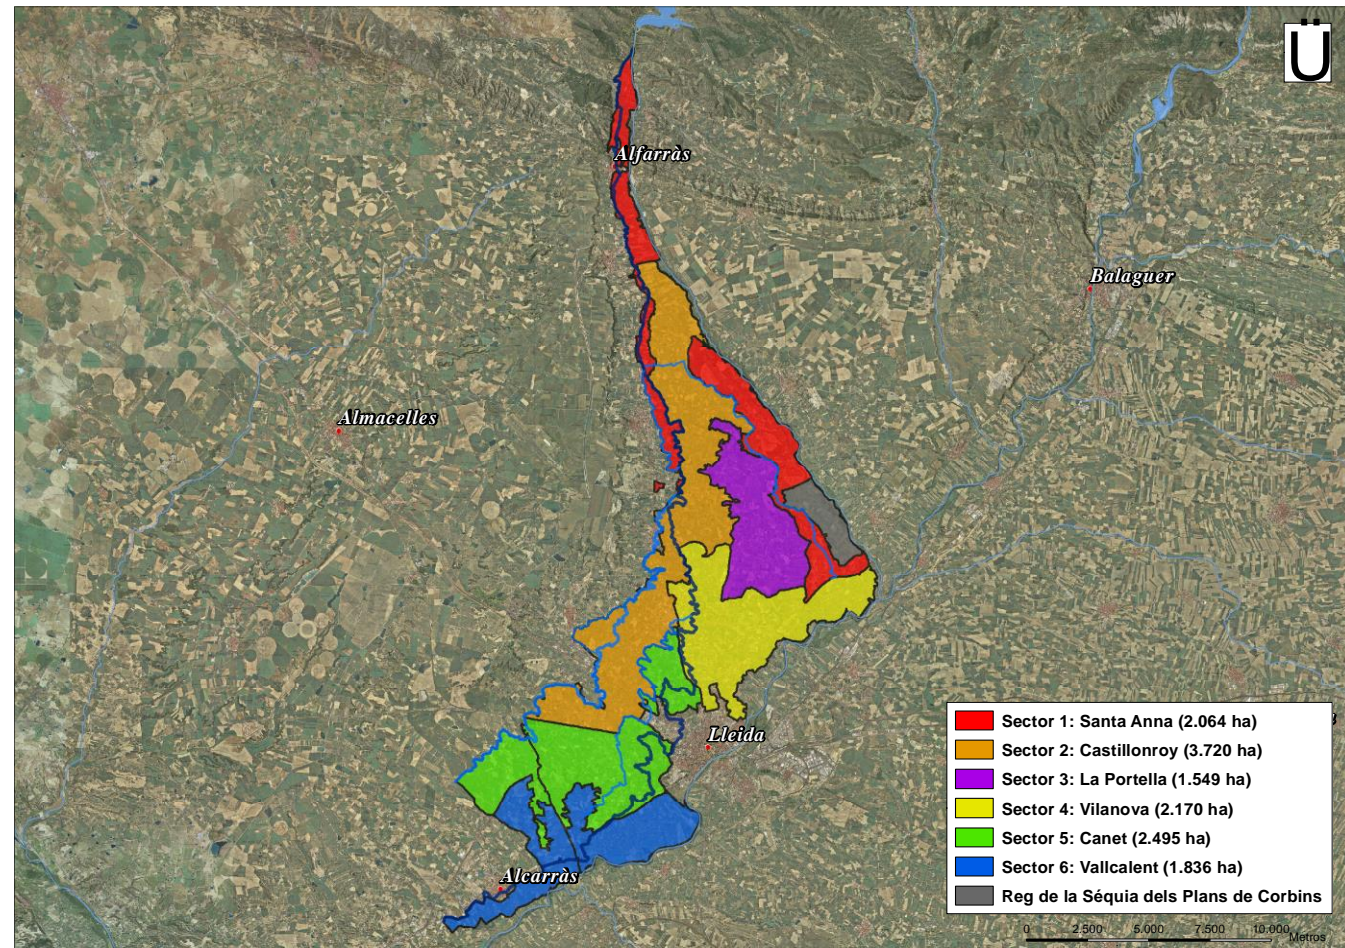 Ü
Alfarràs
Balaguer
Almacelles
Lleida
Alcarràs
Sector 1: Santa Anna (2.064 ha)
Sector 2: Castillonroy (3.720 ha)
Sector 3: La Portella (1.549 ha)
Sector 4: Vilanova (2.170 ha)
Sector 5: Canet (2.495 ha)
Sector 6: Vallcalent (1.836 ha)
Reg de la Séquia dels Plans de Corbins
0 2.500 5.000 7.500 10.000
Metros